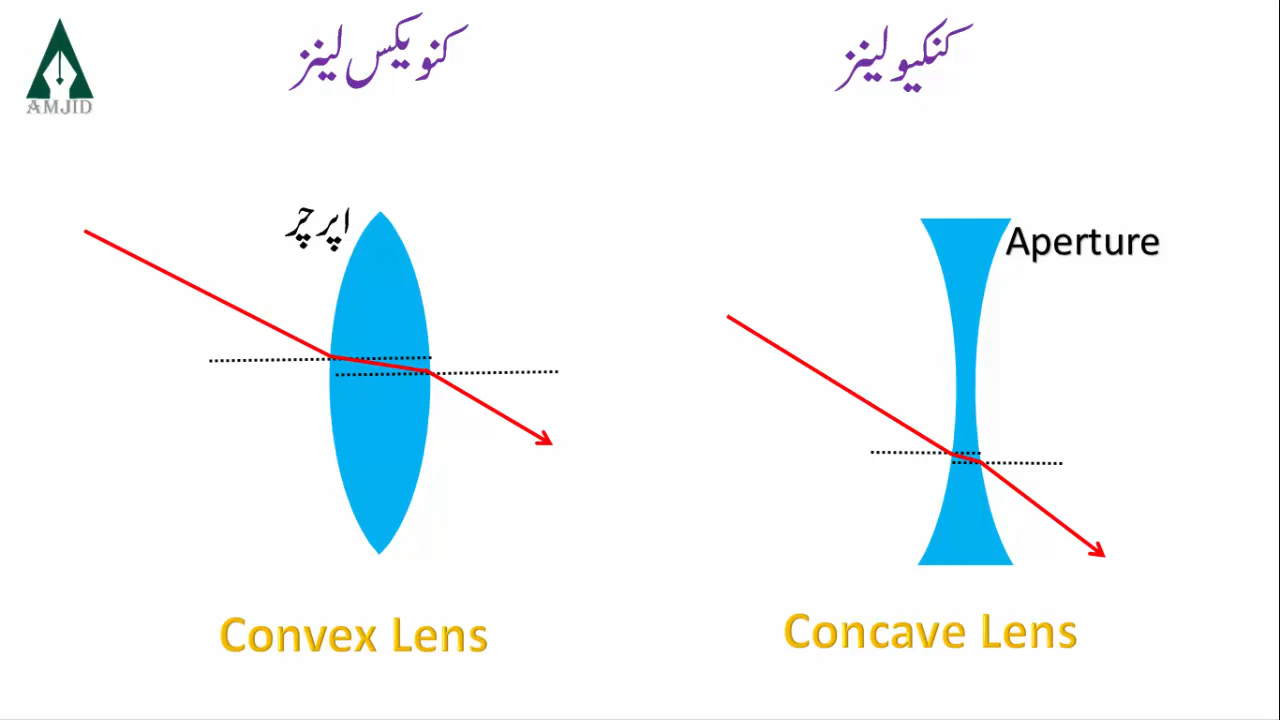 AMJID
کنویکس لینز
کنکیو لینز
اپرچر
Aperture
Convex Lens
Concave Lens